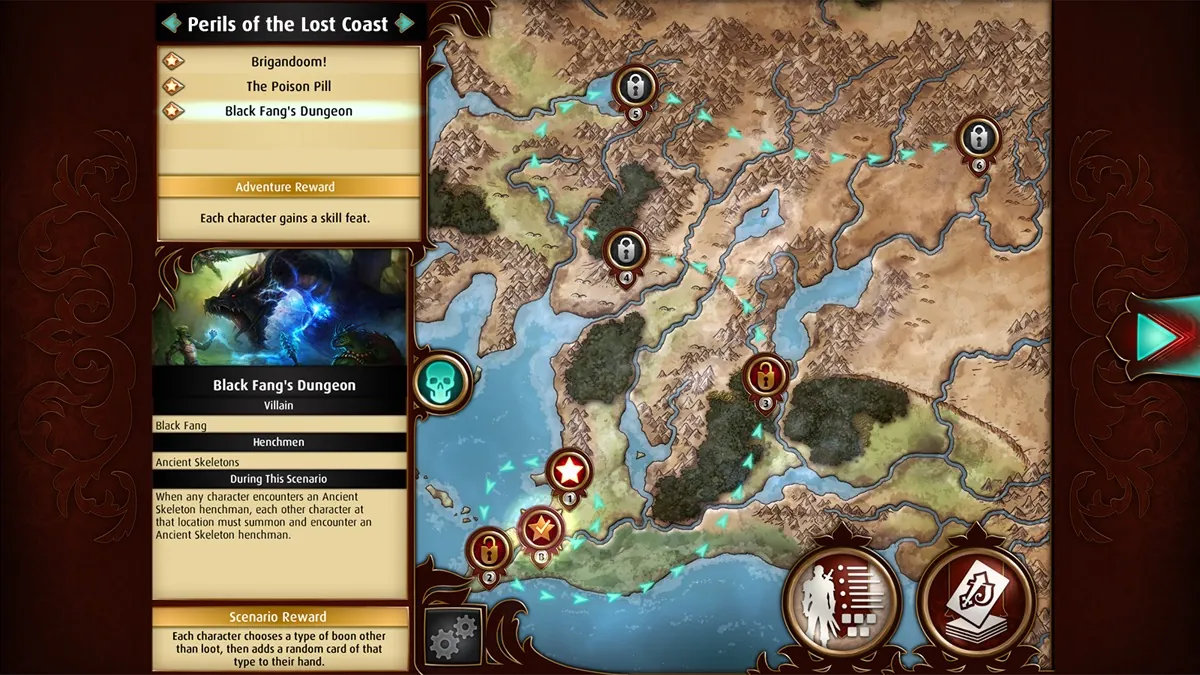 Perils of the Lost Coast
Brigandoom!
The Poison Pill
Black Fang's Dungeon
Adventure Reward
Each character gains a skill feat.
Black Fang's Dungeon
Villain
Black Fang
Henchmen
Ancient Skeletons
During This Scenario
When any character encounters an Ancient
Skeleton henchman, each other character at
that location must summon and encounter an
Ancient Skeleton henchman.
Scenario Reward
Each character chooses a type of boon other
than loot, then adds a random card of that
type to their hand.
5
6
4
3
1
B
2